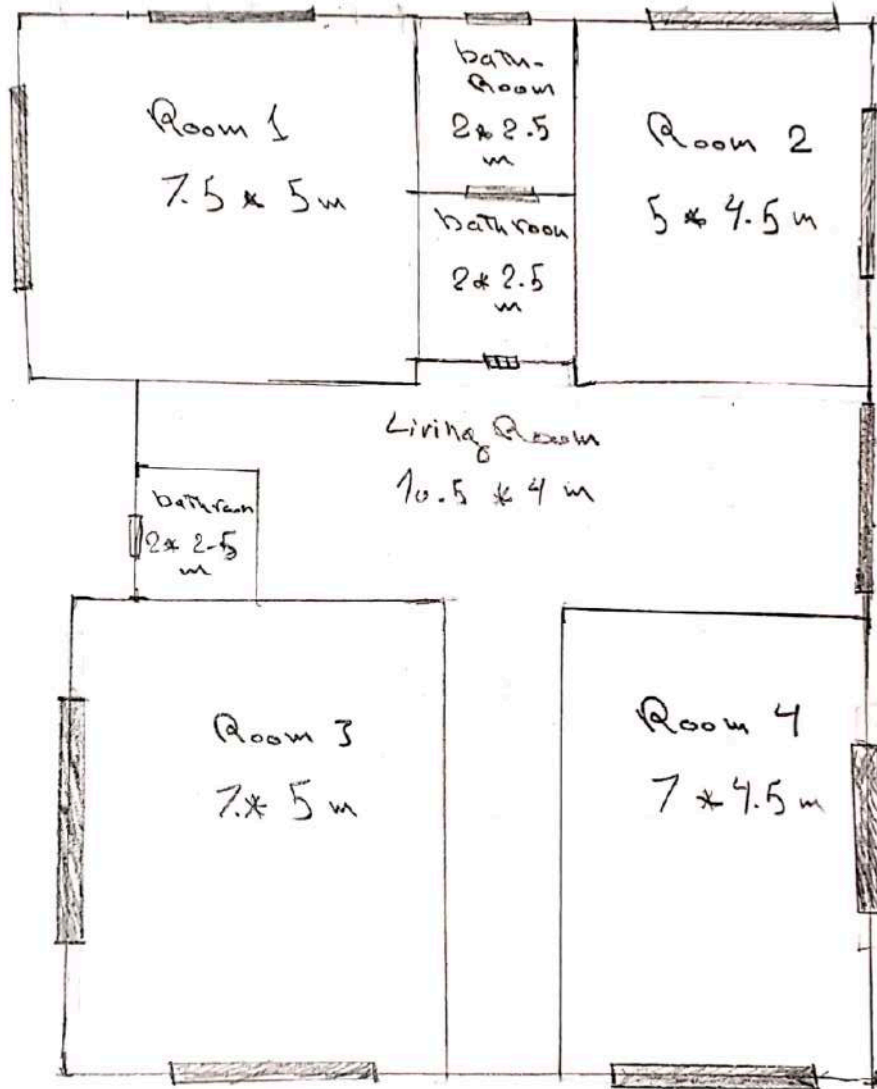 Room 1
7.5 * 5 m
bath-
Room
2 * 2.5
m
Room 2
5 * 4.5 m
bathroom
2 * 2.5
m
Living Room
10.5 * 4 m
bathroom
2 * 2.5
m
Room 3
7 * 5 m
Room 4
7 * 4.5 m